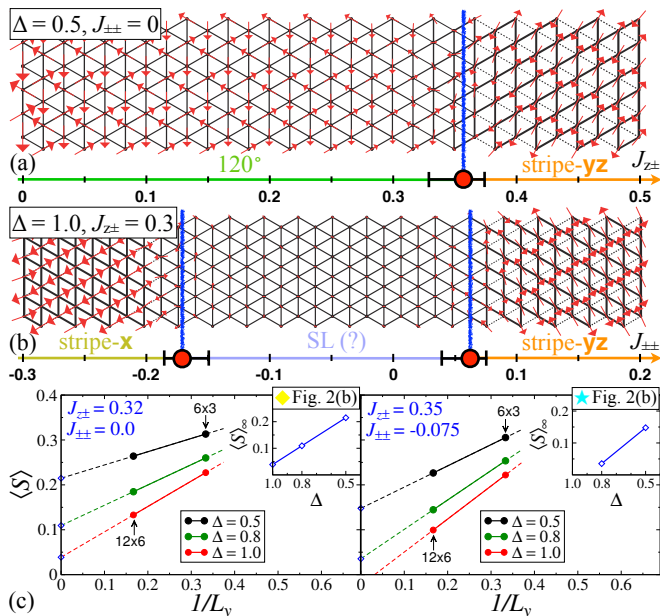 Δ = 0.5, J±± = 0
(a)
120°
stripe-yz
Jz±
0 0.1 0.2 0.3 0.4 0.5
Δ = 1.0, Jz± = 0.3
(b)
stripe-x
SL (?)
stripe-yz
J±±
-0.3 -0.2 -0.1 0 0.1 0.2
0.4
0.3
0.2
0.1
0
⟨S⟩
Jz± = 0.32
J±± = 0.0
6x3
12x6
Δ = 0.5
Δ = 0.8
Δ = 1.0
Fig. 2(b)
⟨S⟩∞
0.2
0.1
1.0 0.8 0.5
Δ
0 0.1 0.2 0.3 0.4 0.5
1/Ly
Jz± = 0.35
J±± = -0.075
6x3
12x6
Δ = 0.5
Δ = 0.8
Δ = 1.0
Fig. 2(b)
⟨S⟩∞
0.2
0.1
0.8 0.5
Δ
0 0.1 0.2 0.3 0.4 0.5 0.6
1/Ly
(c)